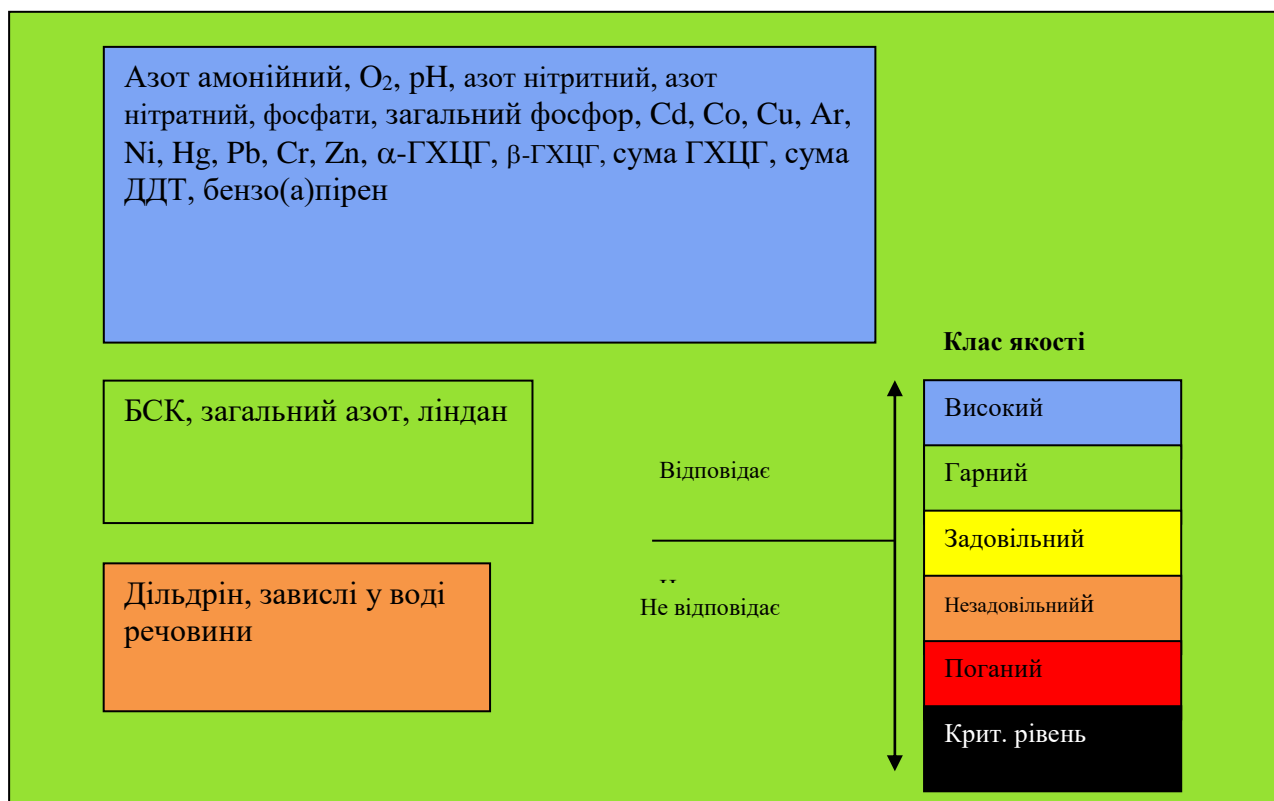 Азот амонійний, O₂, pH, азот нітритний, азот
нітратний, фосфати, загальний фосфор, Cd, Co, Cu, Ar,
Ni, Hg, Pb, Cr, Zn, α-ГХЦГ, β-ГХЦГ, сума ГХЦГ, сума
ДДТ, бензо(а)пірен
БСК, загальний азот, ліндан
Дільдрін, завислі у воді
речовини
Відповідає
Не відповідає
Клас якості
Високий
Гарний
Задовільний
Незадовільнийй
Поганий
Крит. рівень